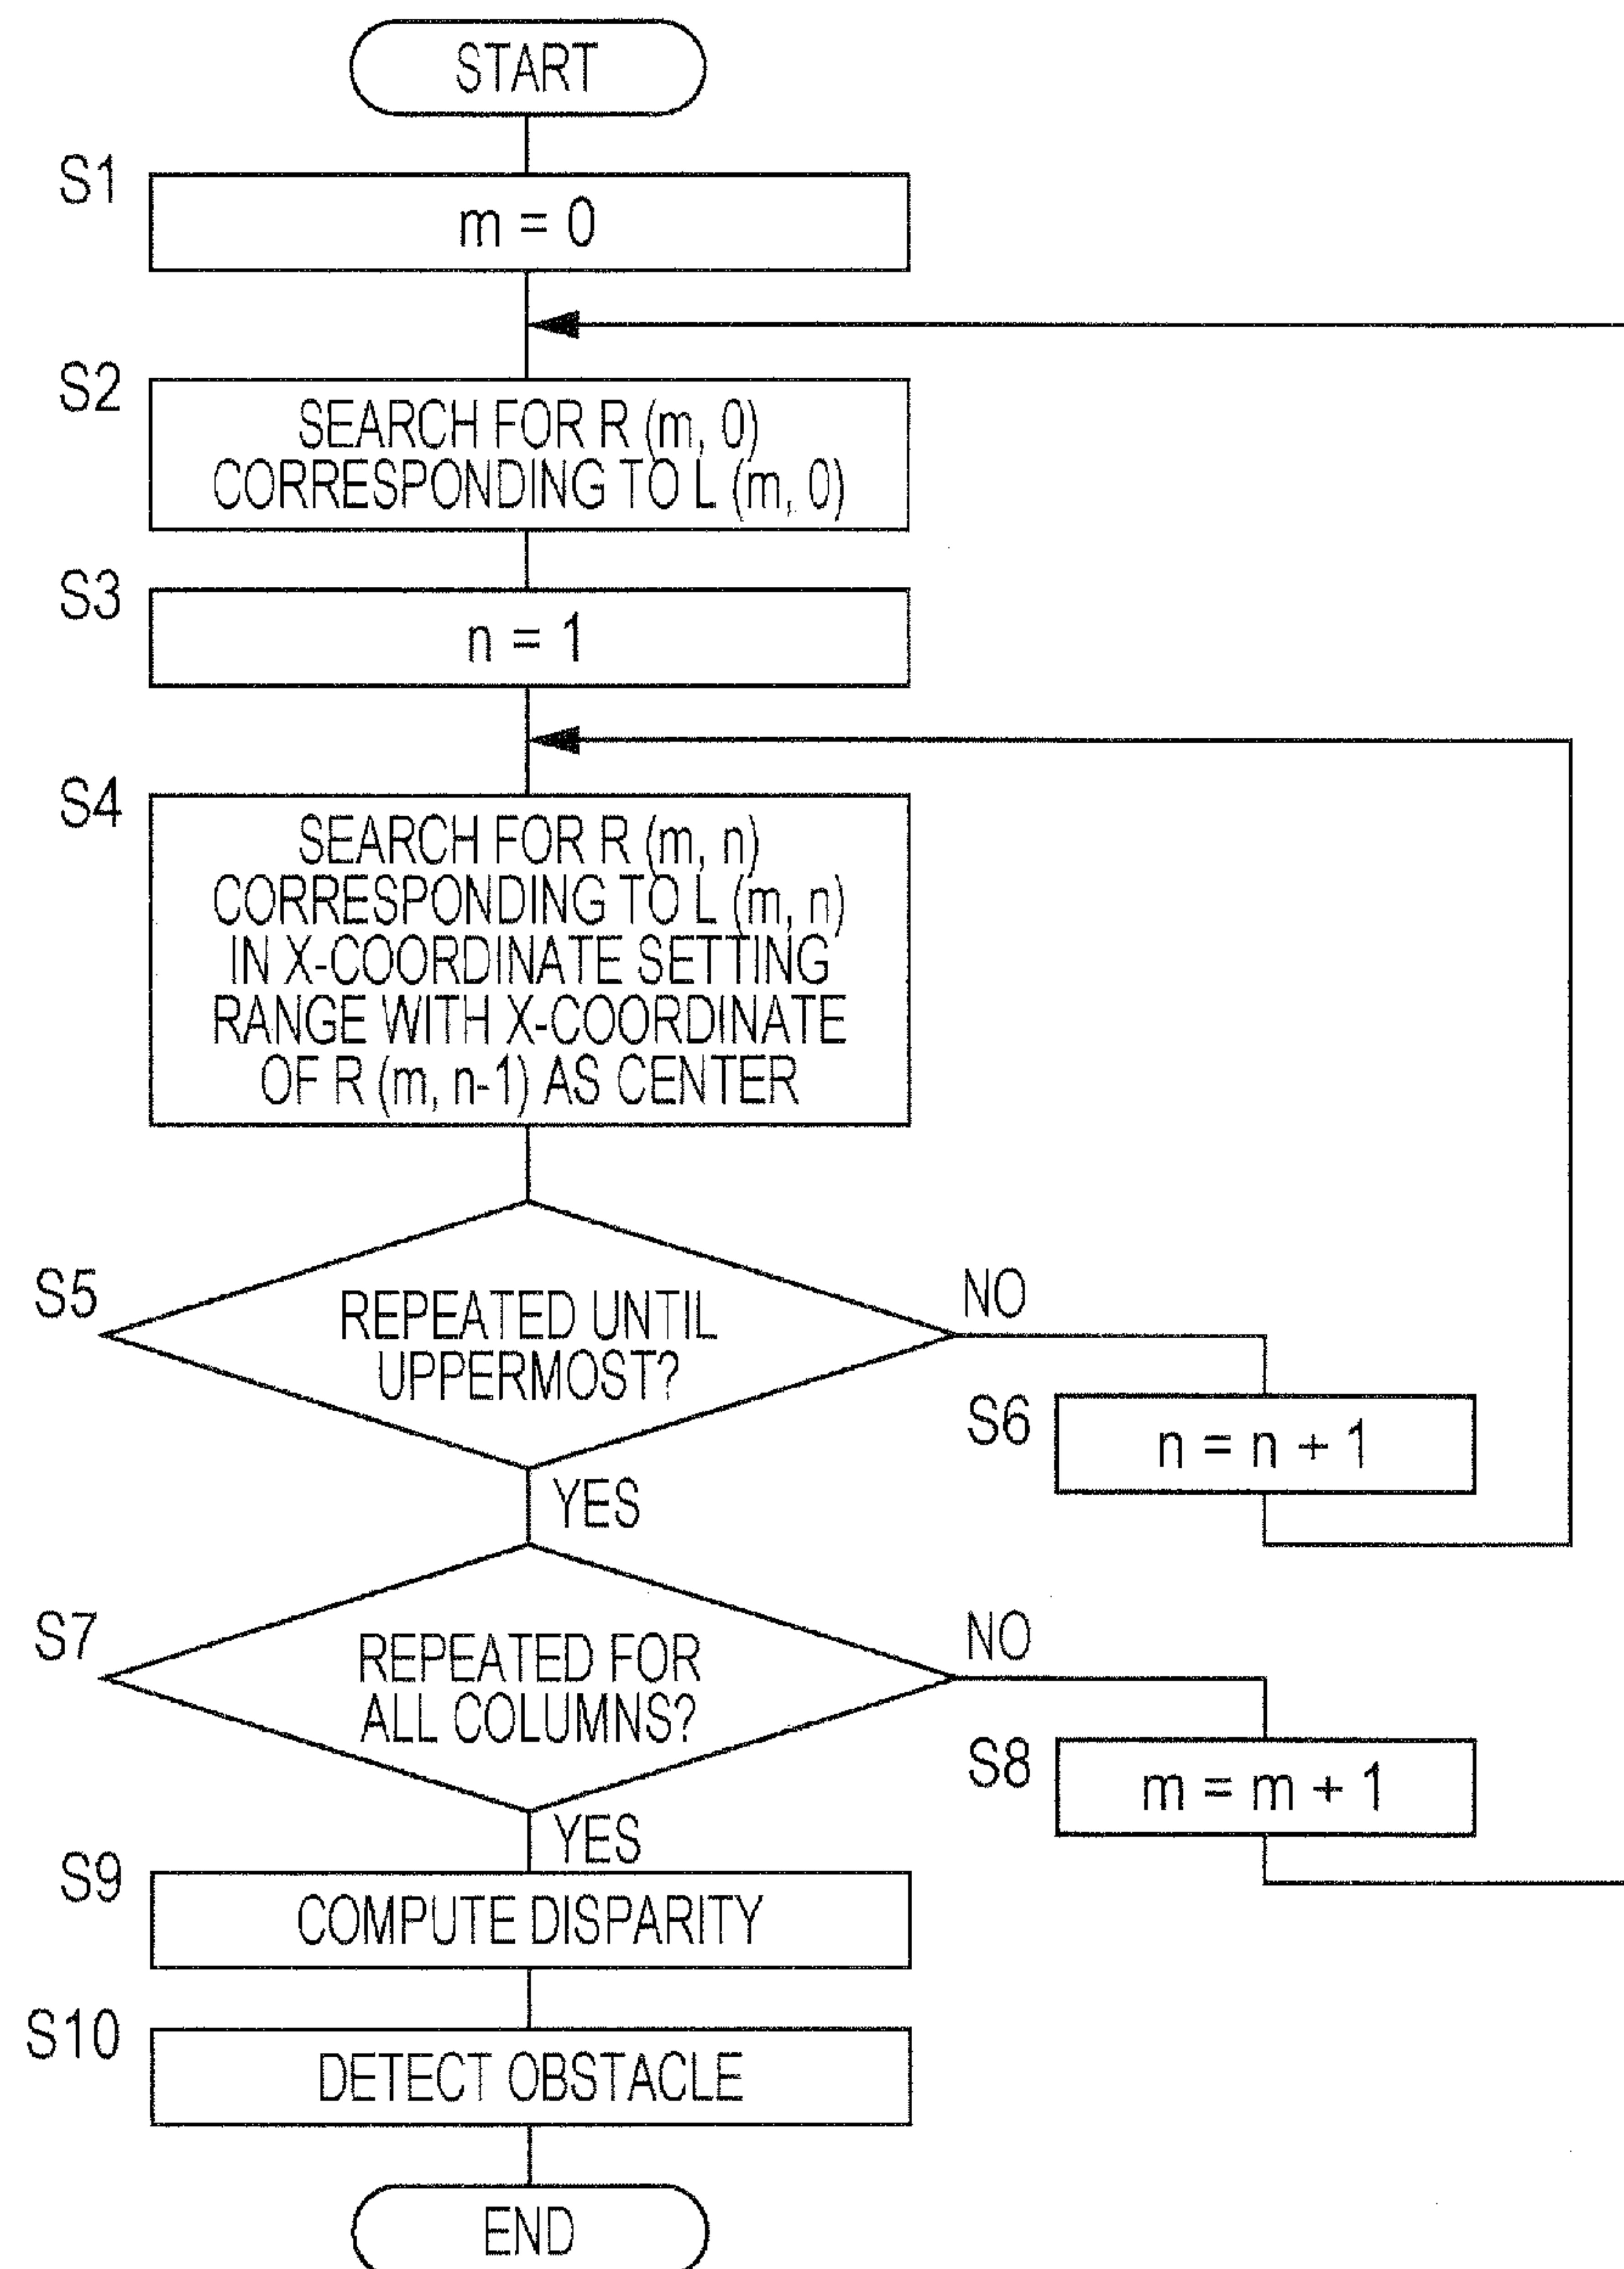 START
S1
m = 0
S2
SEARCH FOR R (m, 0)
CORRESPONDING TO L (m, 0)
S3
n = 1
S4
SEARCH FOR R (m, n)
CORRESPONDING TO L (m, n)
IN X-COORDINATE SETTING
RANGE WITH X-COORDINATE
OF R (m, n-1) AS CENTER
S5
REPEATED UNTIL
UPPERMOST?
NO
S6
n = n + 1
YES
S7
REPEATED FOR
ALL COLUMNS?
NO
S8
m = m + 1
YES
S9
COMPUTE DISPARITY
S10
DETECT OBSTACLE
END